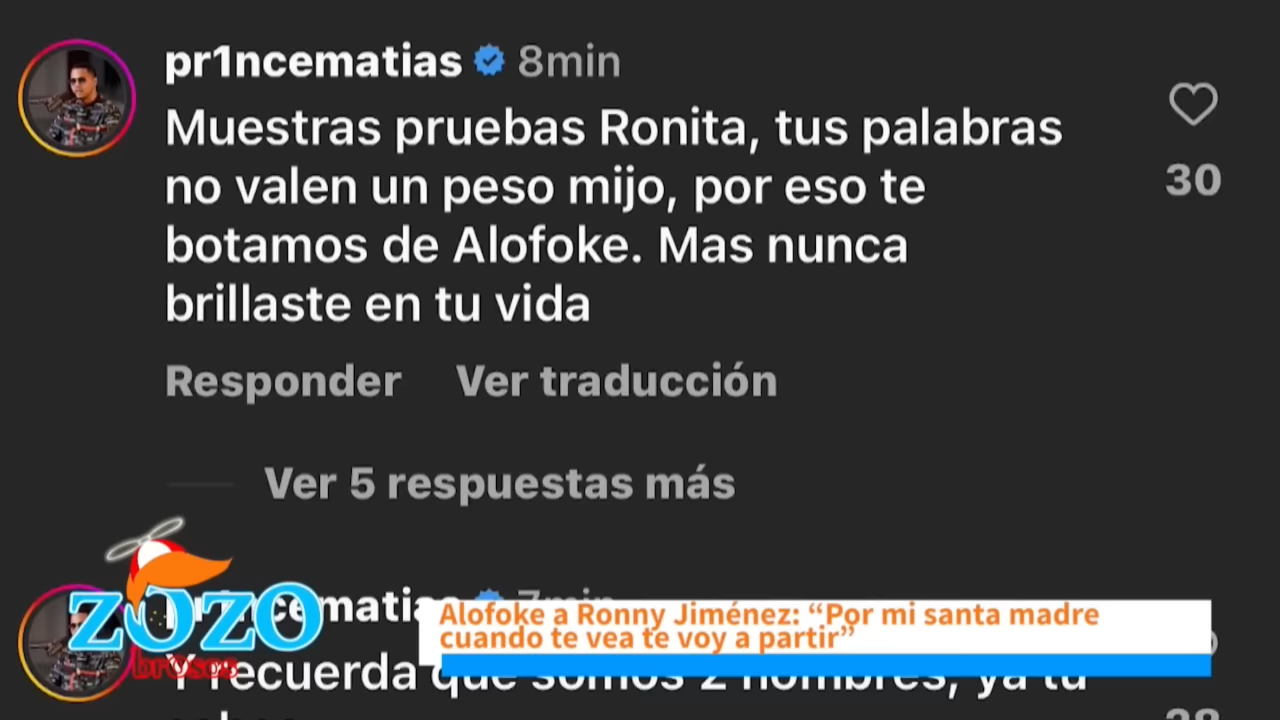 pr1ncematias 8min
Muestras pruebas Ronita, tus palabras
no valen un peso mijo, por eso te
botamos de Alofoke. Mas nunca
brillaste en tu vida
30
Responder Ver traducción
Ver 5 respuestas más
7min
ZOZO
brosos
Alofoke a Ronny Jiménez: “Por mi santa madre
cuando te vea te voy a partir”
Y recuerda que somos 2 hombres, ya tu